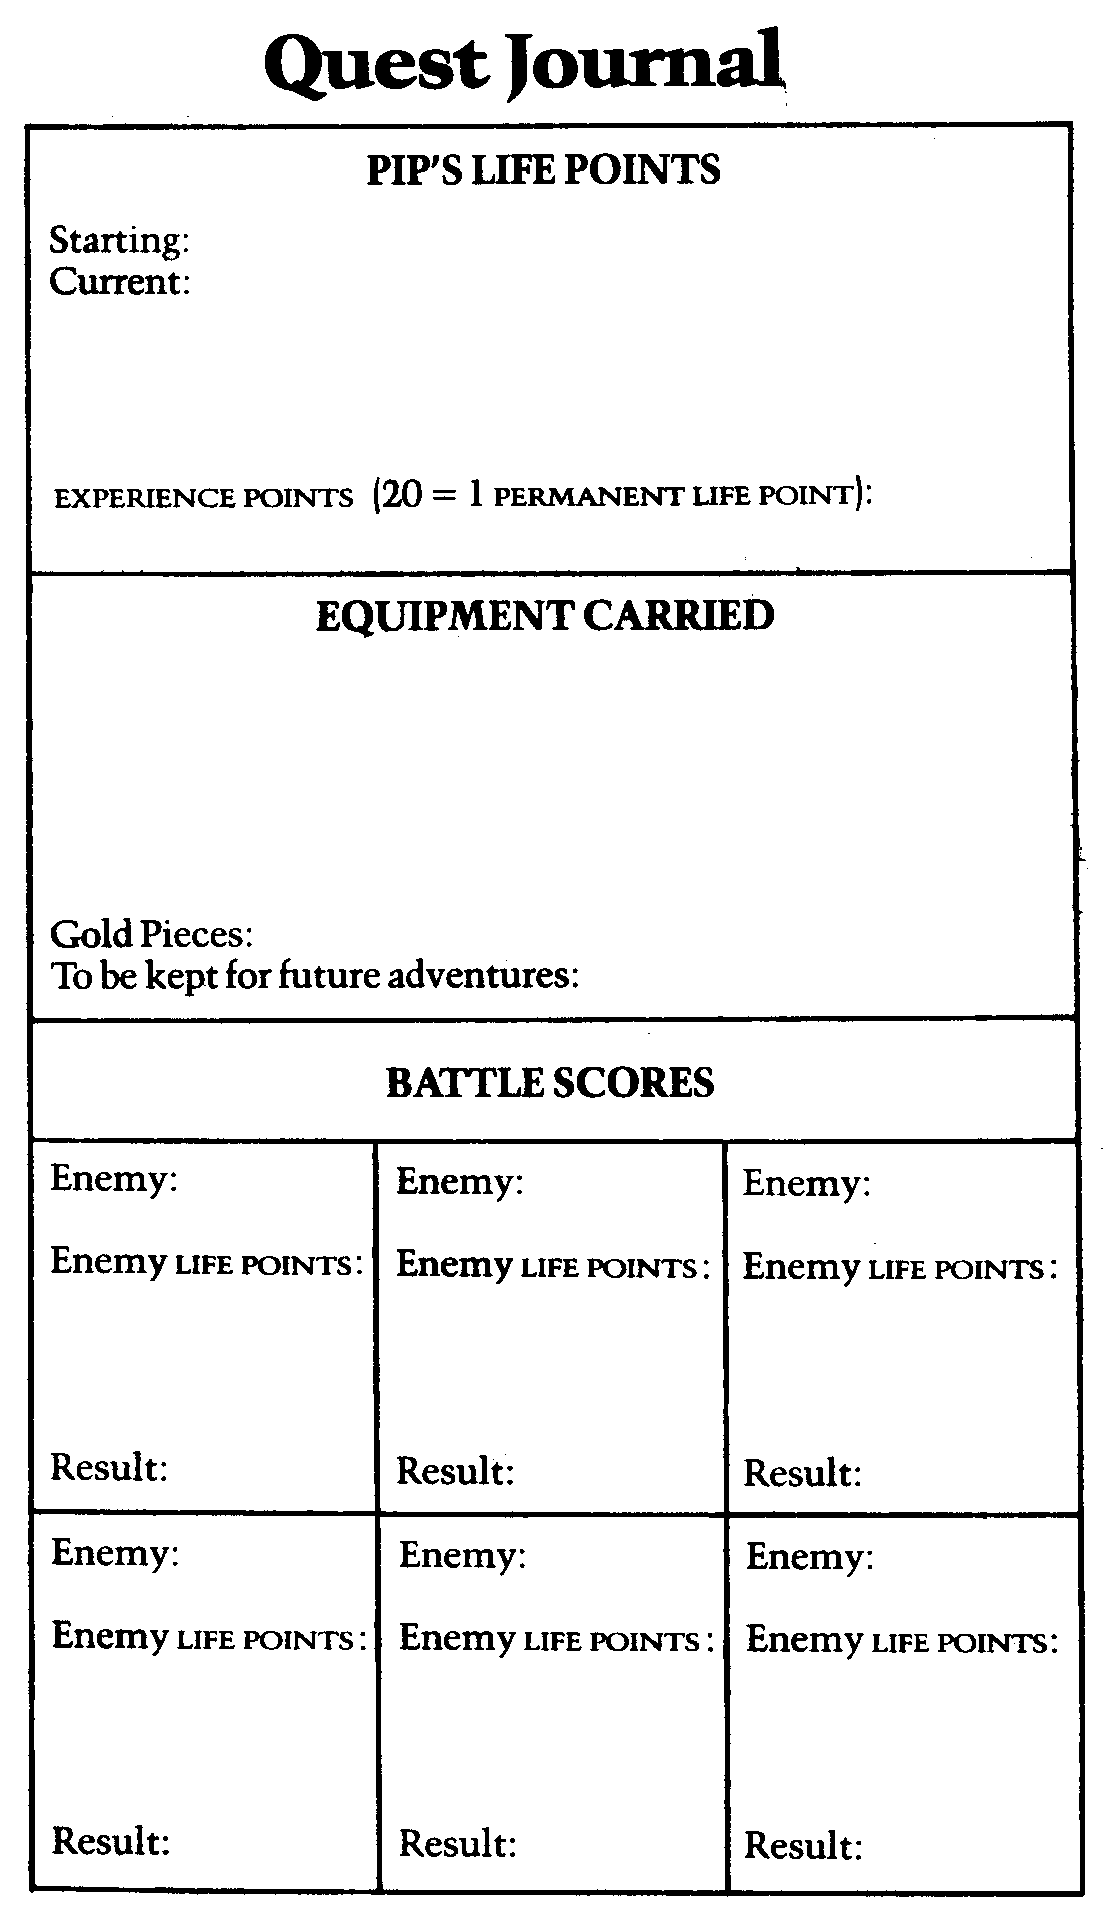 Quest Journal
PIP'S LIFE POINTS
Starting:
Current:
EXPERIENCE POINTS (20 = 1 PERMANENT LIFE POINT):
EQUIPMENT CARRIED
Gold Pieces:
To be kept for future adventures:
BATTLE SCORES
Enemy:
Enemy LIFE POINTS:
Result:
Enemy:
Enemy LIFE POINTS:
Result:
Enemy:
Enemy LIFE POINTS:
Result:
Enemy:
Enemy LIFE POINTS:
Result:
Enemy:
Enemy LIFE POINTS:
Result:
Enemy:
Enemy LIFE POINTS:
Result: